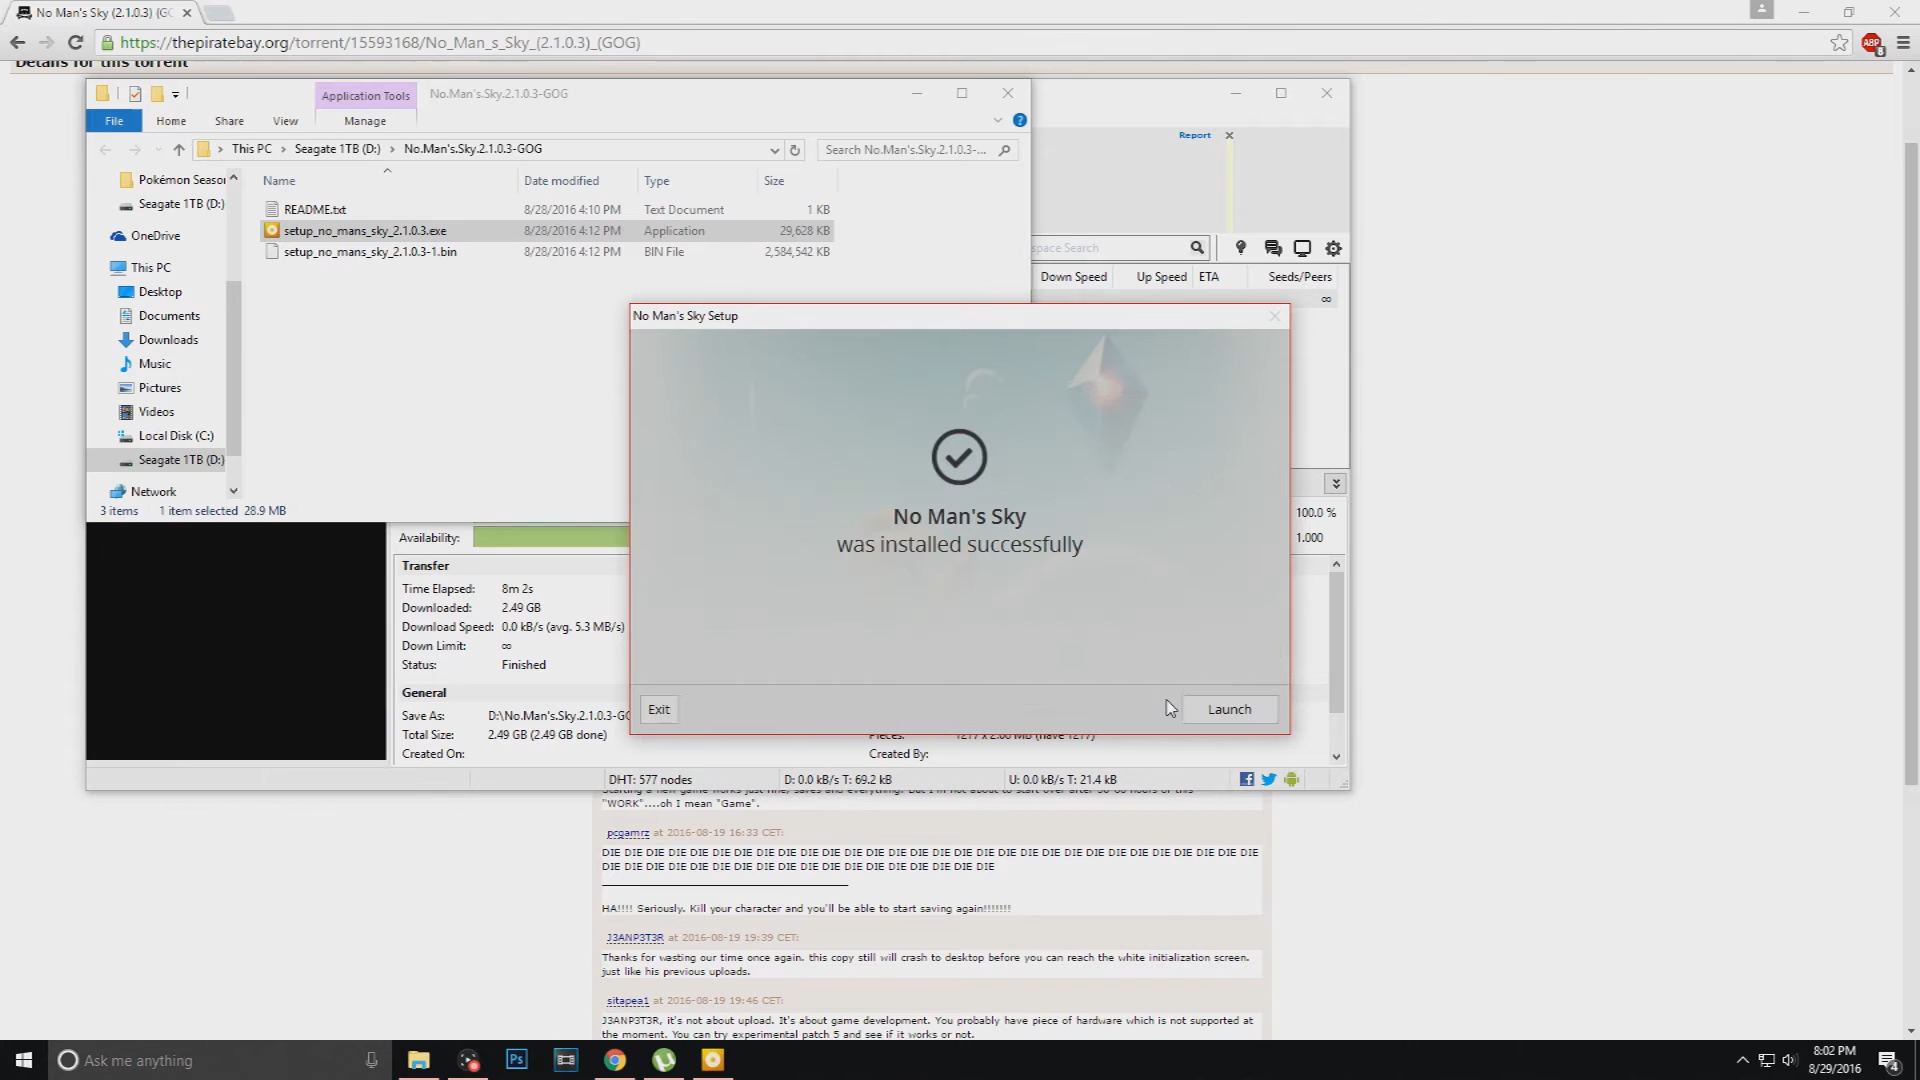 No Man's Sky (2.1.0.3) (GO
https://thepiratebay.org/torrent/15593168/No_Man_s_Sky_(2.1.0.3)_(GOG)
ABP
8
Details for this torrent
Application Tools
No.Man's.Sky.2.1.0.3-GOG
File
Home
Share
View
Manage
Report
This PC
Seagate 1TB (D:)
No.Man's.Sky.2.1.0.3-GOG
Search No.Man's.Sky.2.1.0.3-...
Name
Date modified
Type
Size
README.txt
8/28/2016 4:10 PM
Text Document
1 KB
setup_no_mans_sky_2.1.0.3.exe
8/28/2016 4:12 PM
Application
29,628 KB
setup_no_mans_sky_2.1.0.3-1.bin
8/28/2016 4:12 PM
BIN File
2,584,542 KB
Pokémon Season
Seagate 1TB (D:)
OneDrive
This PC
Desktop
Documents
Downloads
Music
Pictures
Videos
Local Disk (C:)
Seagate 1TB (D:)
Network
3 items
1 item selected 28.9 MB
Search
Down Speed
Up Speed
ETA
Seeds/Peers
∞
No Man's Sky Setup
No Man's Sky
was installed successfully
Exit
Launch
100.0 %
1.000
Availability:
Transfer
Time Elapsed: 8m 2s
Downloaded: 2.49 GB
Download Speed: 0.0 kB/s (avg. 5.3 MB/s)
Down Limit: ∞
Status: Finished
General
Save As: D:\No.Man's.Sky.2.1.0.3-GO
Total Size: 2.49 GB (2.49 GB done)
Pieces: 1217 x 2.00 MB (have 1217)
Created On:
Created By:
DHT: 577 nodes
D: 0.0 kB/s T: 69.2 kB
U: 0.0 kB/s T: 21.4 kB
"WORK"....oh I mean "Game".
pcgamrz at 2016-08-19 16:33 CET:
DIE DIE DIE DIE DIE DIE DIE DIE DIE DIE DIE DIE DIE DIE DIE DIE DIE DIE DIE DIE DIE DIE DIE DIE DIE DIE DIE DIE DIE DIE
DIE DIE DIE DIE DIE DIE DIE DIE DIE DIE DIE DIE DIE DIE DIE DIE DIE DIE
HA!!!! Seriously. Kill your character and you'll be able to start saving again!!!!!!!
J3ANP3T3R at 2016-08-19 19:39 CET:
Thanks for wasting our time once again. this copy still will crash to desktop before you can reach the white initialization screen.
just like his previous uploads.
sitapea1 at 2016-08-19 19:46 CET:
J3ANP3T3R, it's not about upload. It's about game development. You probably have piece of hardware which is not supported at
the moment. You can try experimental patch 5 and see if it works or not.
Ask me anything
Ps
8:02 PM
8/29/2016
4